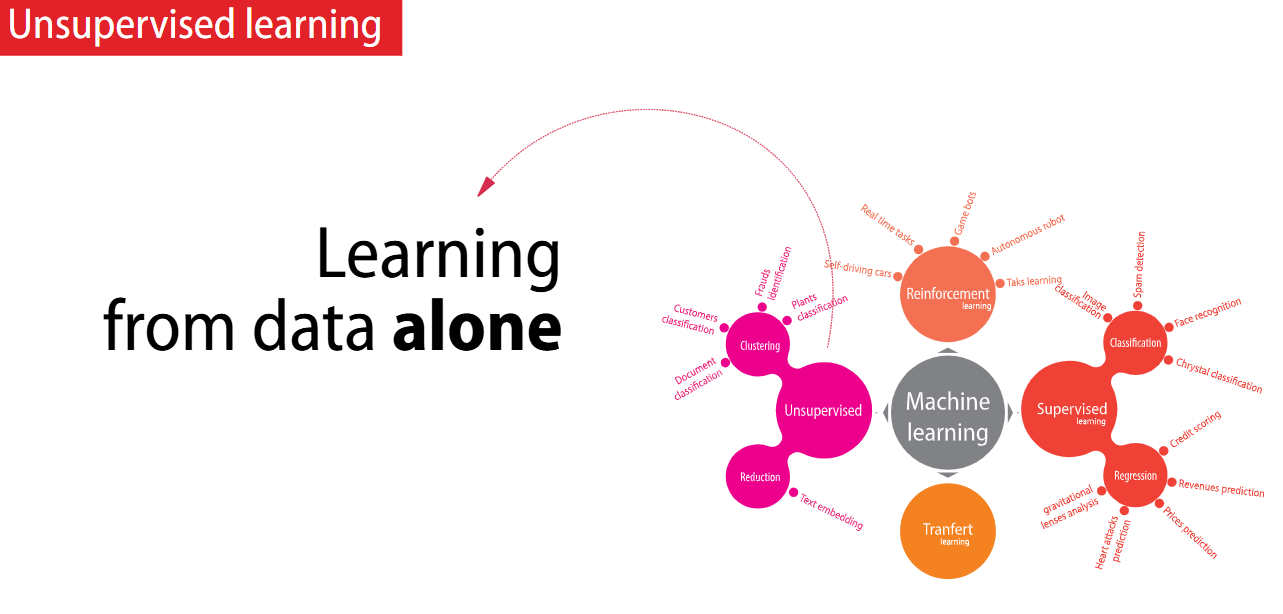 Unsupervised learning
Learning
from data alone
Real time tasks
Game bots
Autonomous robot
Self-driving cars
Taks learning
Reinforcement
learning
Frauds
Identification
Plants
classification
Customers
classification
Document
classification
Clustering
Unsupervised
Reduction
Text embedding
Machine
learning
Tranfert
learning
Supervised
learning
Image
classification
Spam detection
Face recognition
Chrystal classification
Classification
Regression
Credit scoring
Revenues prediction
Prices prediction
Heart attacks
prediction
gravitational
lenses analysis